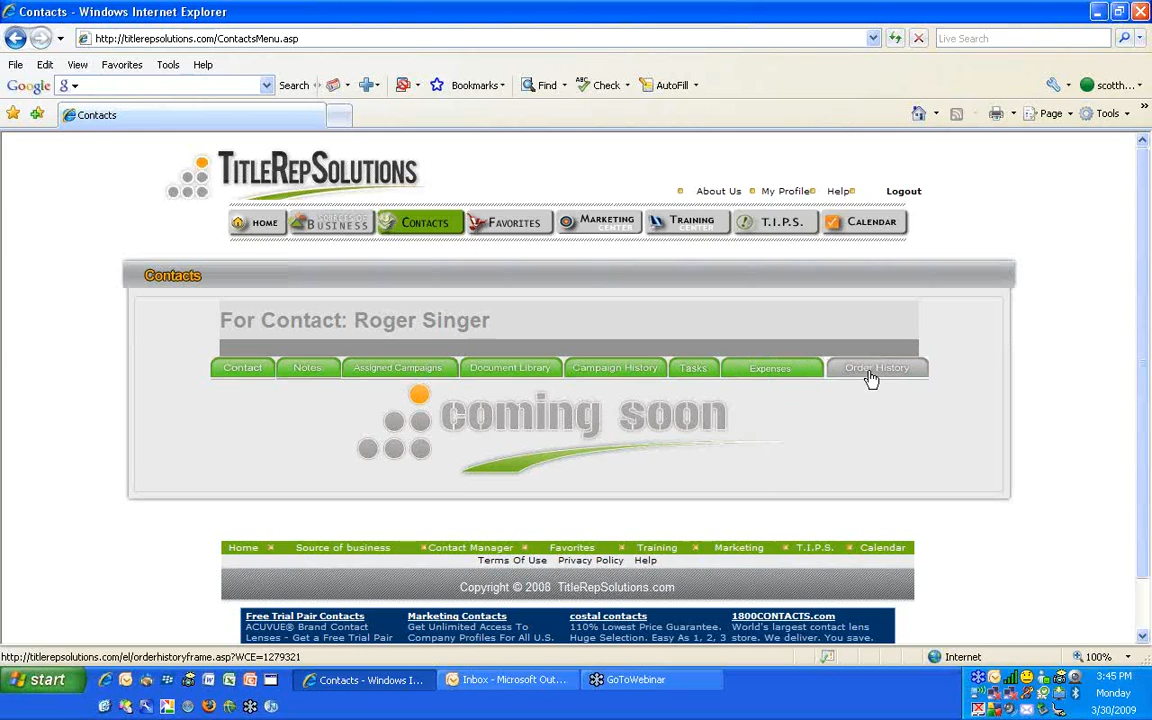 Contacts - Windows Internet Explorer
http://titlerepsolutions.com/ContactsMenu.asp
Live Search
File Edit View Favorites Tools Help
Google g Search Bookmarks Find Check AutoFill scotth...
Contacts Page Tools
TITLEREPSOLUTIONS
About Us My Profile Help Logout
HOME SOURCES OF BUSINESS CONTACTS FAVORITES MARKETING CENTER TRAINING CENTER T.I.P.S. CALENDAR
Contacts
For Contact: Roger Singer
Contact Notes Assigned Campaigns Document Library Campaign History Tasks Expenses Order History
coming soon
Home Source of business Contact Manager Favorites Training Marketing T.I.P.S. Calendar
Terms Of Use Privacy Policy Help
Copyright © 2008 TitleRepSolutions.com
Free Trial Pair Contacts Marketing Contacts costal contacts 1800CONTACTS.com
ACUVUE® Brand Contact Get Unlimited Access To 110% Lowest Price Guarantee. World's largest contact lens
Lenses - Get a Free Trial Pair Company Profiles For All U.S. Huge Selection. Easy As 1, 2, 3 store. We deliver. You save.
http://titlerepsolutions.com/el/orderhistoryframe.asp?WCE=1279321 Internet 100%
start Contacts - Windows I... Inbox - Microsoft Out... GoToWebinar 3:45 PM
Monday
3/30/2009